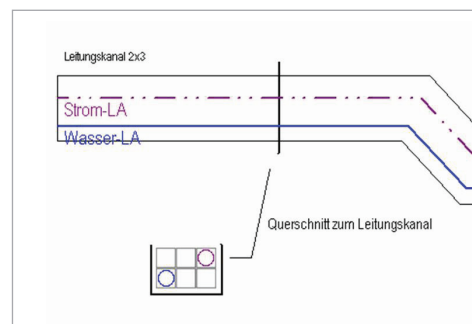 Leitungskanal 2x3
Strom-LA
Wasser-LA
Querschnitt zum Leitungskanal